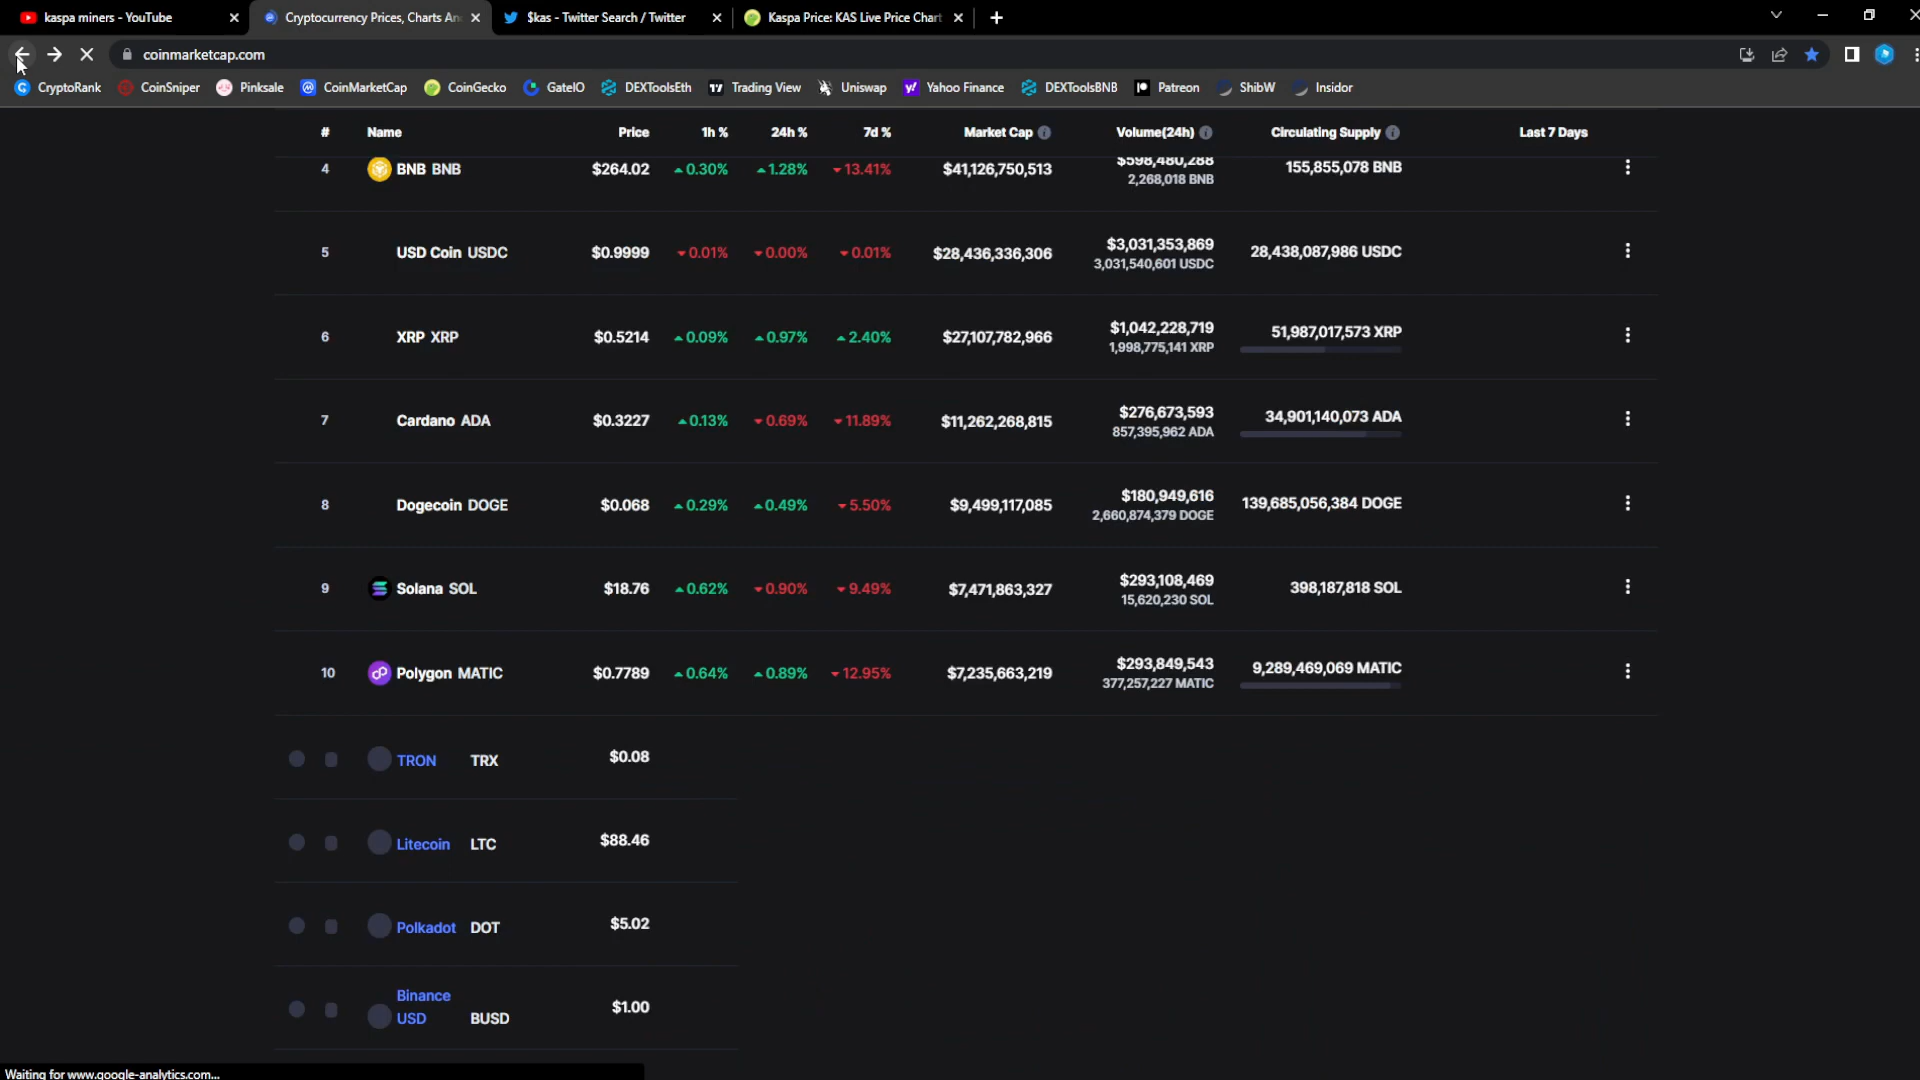 kaspa miners - YouTube
Cryptocurrency Prices, Charts An
$kas - Twitter Search / Twitter
Kaspa Price: KAS Live Price Chart
coinmarketcap.com
CryptoRank CoinSniper Pinksale CoinMarketCap CoinGecko GateIO DEXToolsEth Trading View Uniswap Yahoo Finance DEXToolsBNB Patreon ShibW Insidor
# Name Price 1h % 24h % 7d % Market Cap Volume(24h) Circulating Supply Last 7 Days
4 BNB BNB $264.02 0.30% 1.28% 13.41% $41,126,750,513 $598,480,288 155,855,078 BNB
2,268,018 BNB
5 USD Coin USDC $0.9999 0.01% 0.00% 0.01% $28,436,336,306 $3,031,353,869 28,438,087,986 USDC
3,031,540,601 USDC
6 XRP XRP $0.5214 0.09% 0.97% 2.40% $27,107,782,966 $1,042,228,719 51,987,017,573 XRP
1,998,775,141 XRP
7 Cardano ADA $0.3227 0.13% 0.69% 11.89% $11,262,268,815 $276,673,593 34,901,140,073 ADA
857,395,962 ADA
8 Dogecoin DOGE $0.068 0.29% 0.49% 5.50% $9,499,117,085 $180,949,616 139,685,056,384 DOGE
2,660,874,379 DOGE
9 Solana SOL $18.76 0.62% 0.90% 9.49% $7,471,863,327 $293,108,469 398,187,818 SOL
15,620,230 SOL
10 Polygon MATIC $0.7789 0.64% 0.89% 12.95% $7,235,663,219 $293,849,543 9,289,469,069 MATIC
377,257,227 MATIC
TRON TRX $0.08
Litecoin LTC $88.46
Polkadot DOT $5.02
Binance
USD BUSD $1.00
Waiting for www.google-analytics.com...